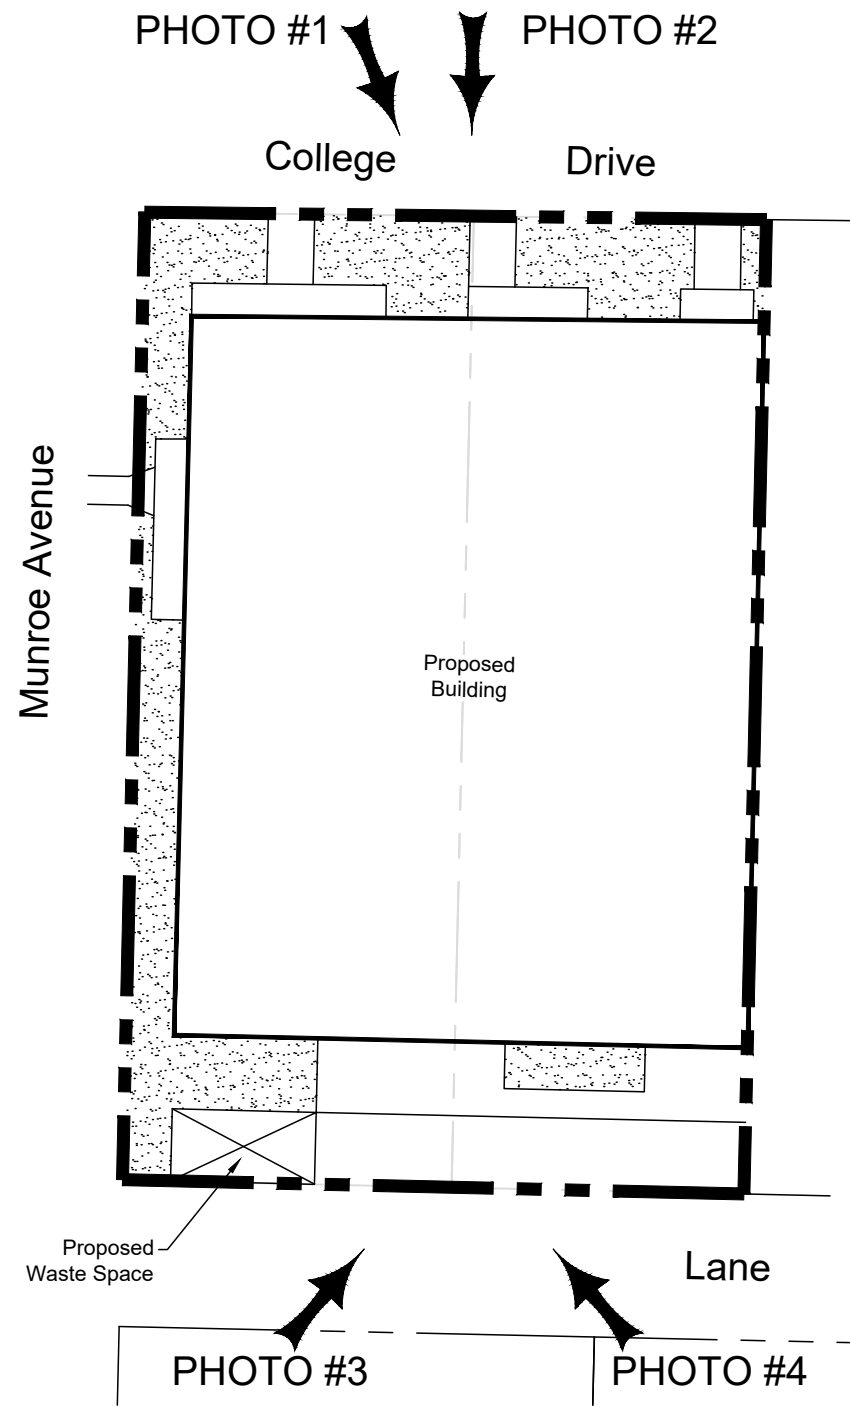 PHOTO #1
PHOTO #2
College Drive
Munroe Avenue
Proposed
Building
Proposed
Waste Space
Lane
PHOTO #3
PHOTO #4